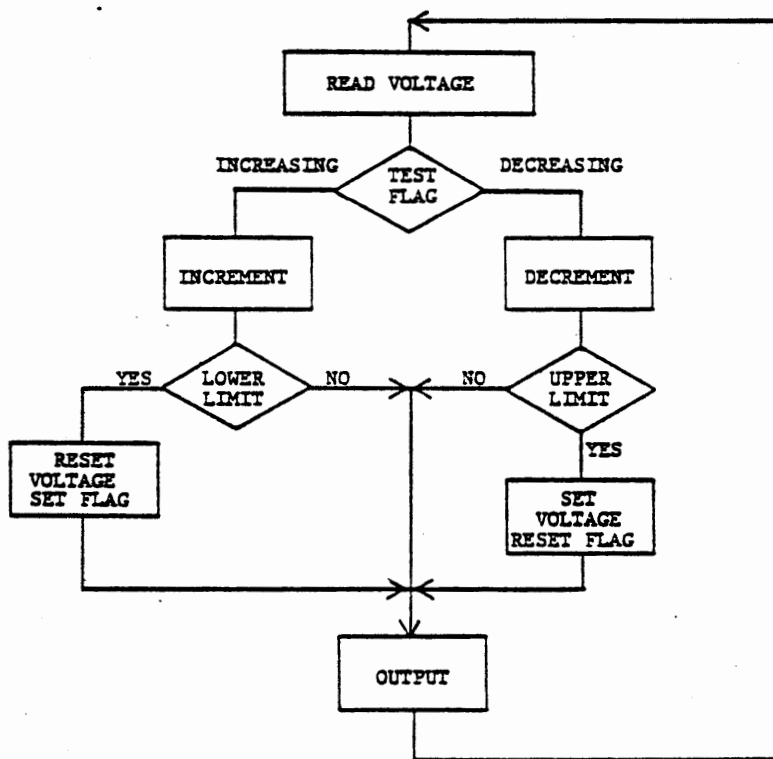 READ VOLTAGE
INCREASING
TEST
FLAG
DECREASING
INCREMENT
DECREMENT
YES
LOWER
LIMIT
NO
NO
UPPER
LIMIT
YES
RESET
VOLTAGE
SET FLAG
SET
VOLTAGE
RESET FLAG
OUTPUT